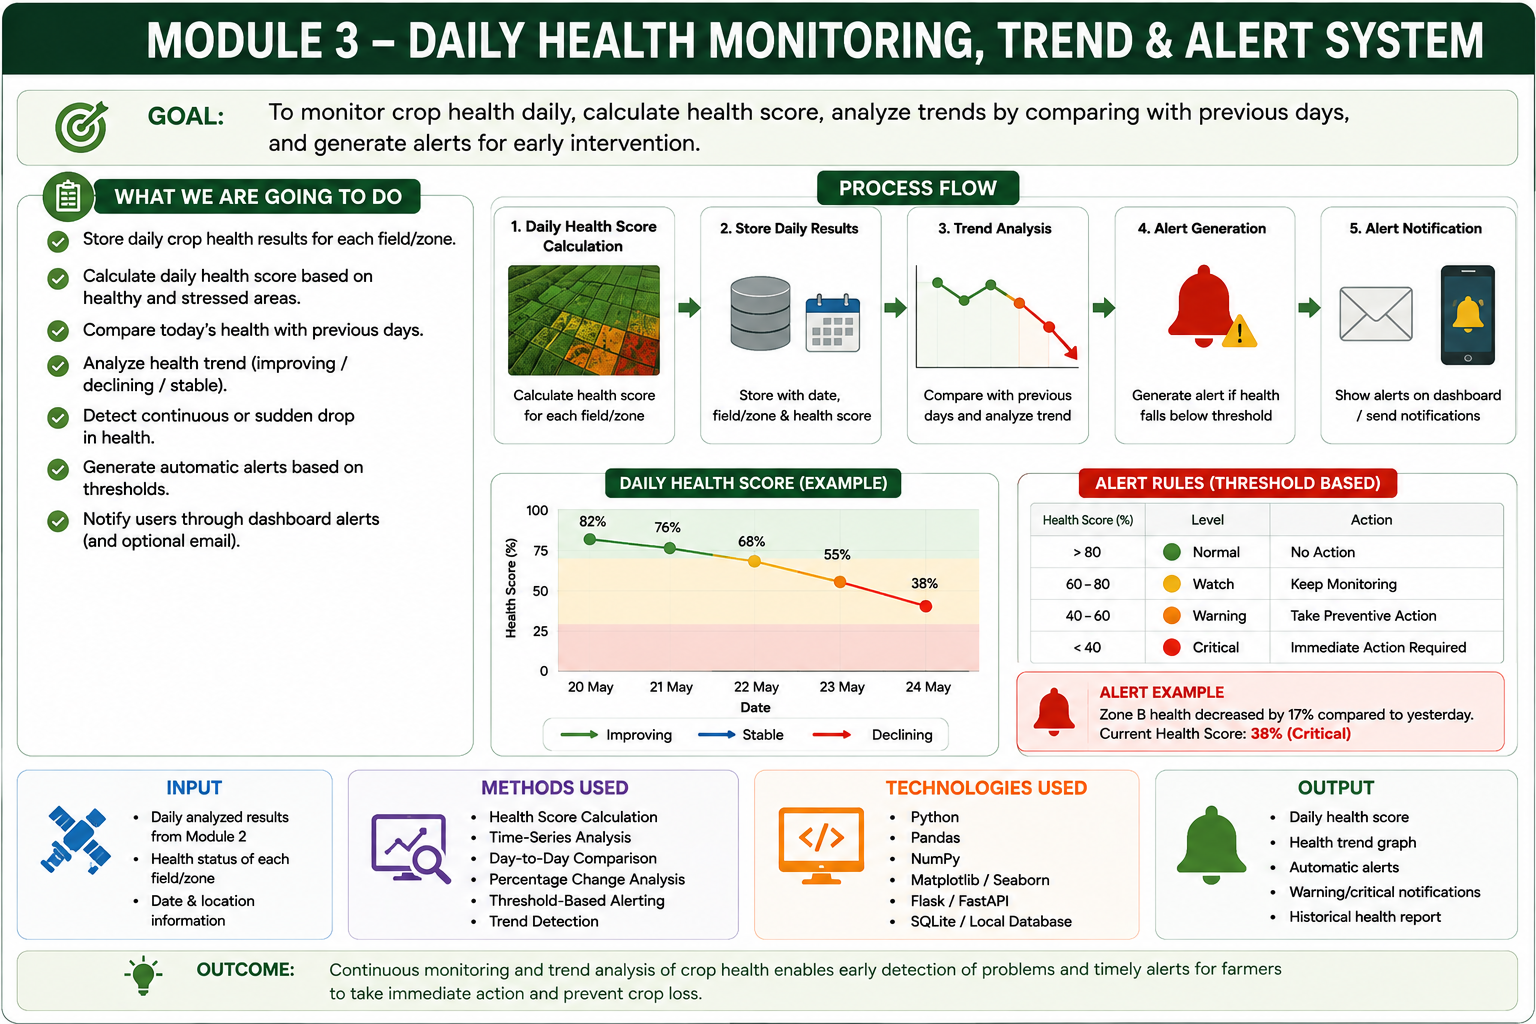 MODULE 3 – DAILY HEALTH MONITORING, TREND & ALERT SYSTEM
GOAL:
To monitor crop health daily, calculate health score, analyze trends by comparing with previous days,
and generate alerts for early intervention.
WHAT WE ARE GOING TO DO
Store daily crop health results for each field/zone.
Calculate daily health score based on
healthy and stressed areas.
Compare today's health with previous days.
Analyze health trend (improving /
declining / stable).
Detect continuous or sudden drop
in health.
Generate automatic alerts based on
thresholds.
Notify users through dashboard alerts
(and optional email).
PROCESS FLOW
1. Daily Health Score
Calculation
Calculate health score
for each field/zone
2. Store Daily Results
Store with date,
field/zone & health score
3. Trend Analysis
Compare with previous
days and analyze trend
4. Alert Generation
Generate alert if health
falls below threshold
5. Alert Notification
Show alerts on dashboard
/ send notifications
DAILY HEALTH SCORE (EXAMPLE)
Health Score (%)
100
75
50
25
0
82%
76%
68%
55%
38%
20 May
21 May
22 May
23 May
24 May
Date
Improving
Stable
Declining
ALERT RULES (THRESHOLD BASED)
Health Score (%) Level Action
> 80 Normal No Action
60 – 80 Watch Keep Monitoring
40 – 60 Warning Take Preventive Action
< 40 Critical Immediate Action Required
ALERT EXAMPLE
Zone B health decreased by 17% compared to yesterday.
Current Health Score: 38% (Critical)
INPUT
• Daily analyzed results
from Module 2
• Health status of each
field/zone
• Date & location
information
METHODS USED
• Health Score Calculation
• Time-Series Analysis
• Day-to-Day Comparison
• Percentage Change Analysis
• Threshold-Based Alerting
• Trend Detection
TECHNOLOGIES USED
• Python
• Pandas
• NumPy
• Matplotlib / Seaborn
• Flask / FastAPI
• SQLite / Local Database
OUTPUT
• Daily health score
• Health trend graph
• Automatic alerts
• Warning/critical notifications
• Historical health report
OUTCOME:
Continuous monitoring and trend analysis of crop health enables early detection of problems and timely alerts for farmers
to take immediate action and prevent crop loss.